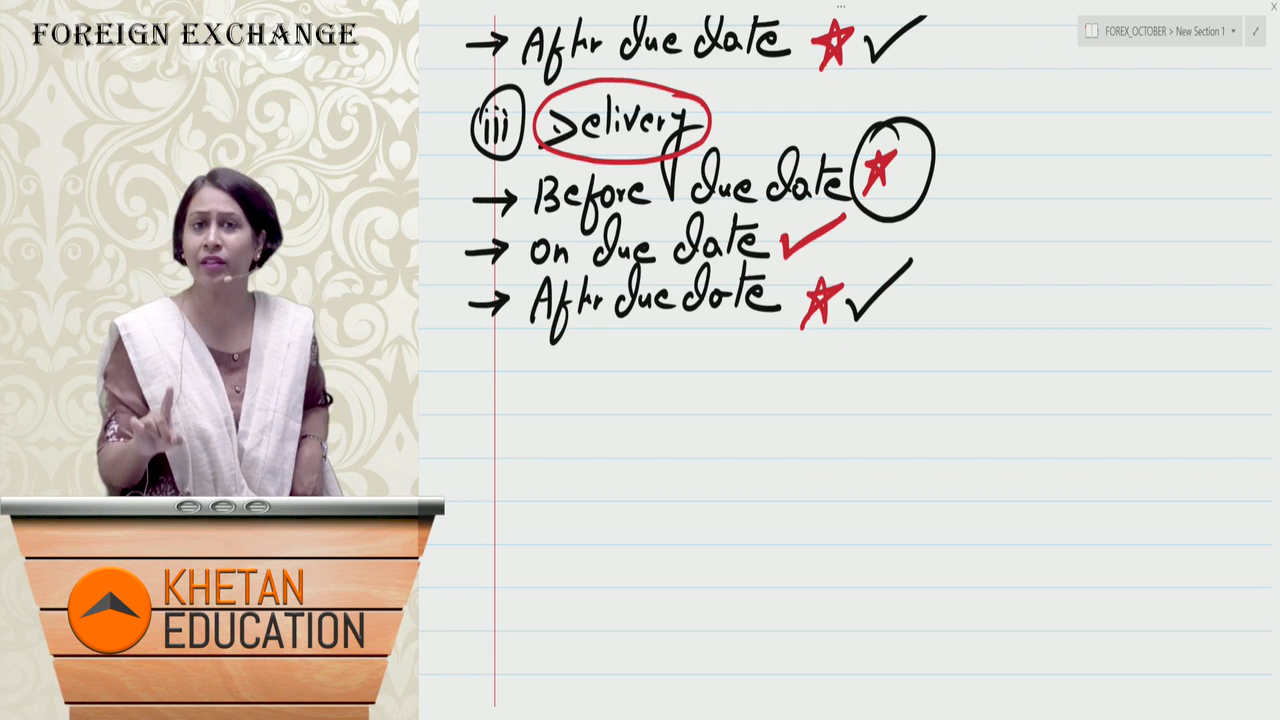 FOREIGN EXCHANGE
FOREX_OCTOBER > New Section 1
→ After due date
iii Delivery
→ Before due date
→ on due date
→ After due date
KHETAN
EDUCATION